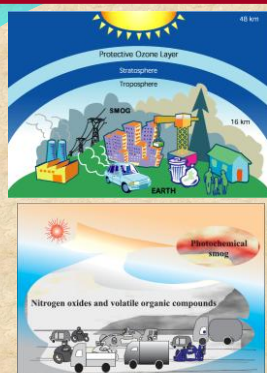 48 km
Protective Ozone Layer
Stratosphere
Troposphere
SMOG
16 km
EARTH
Photochemical
smog
Nitrogen oxides and volatile organic compounds